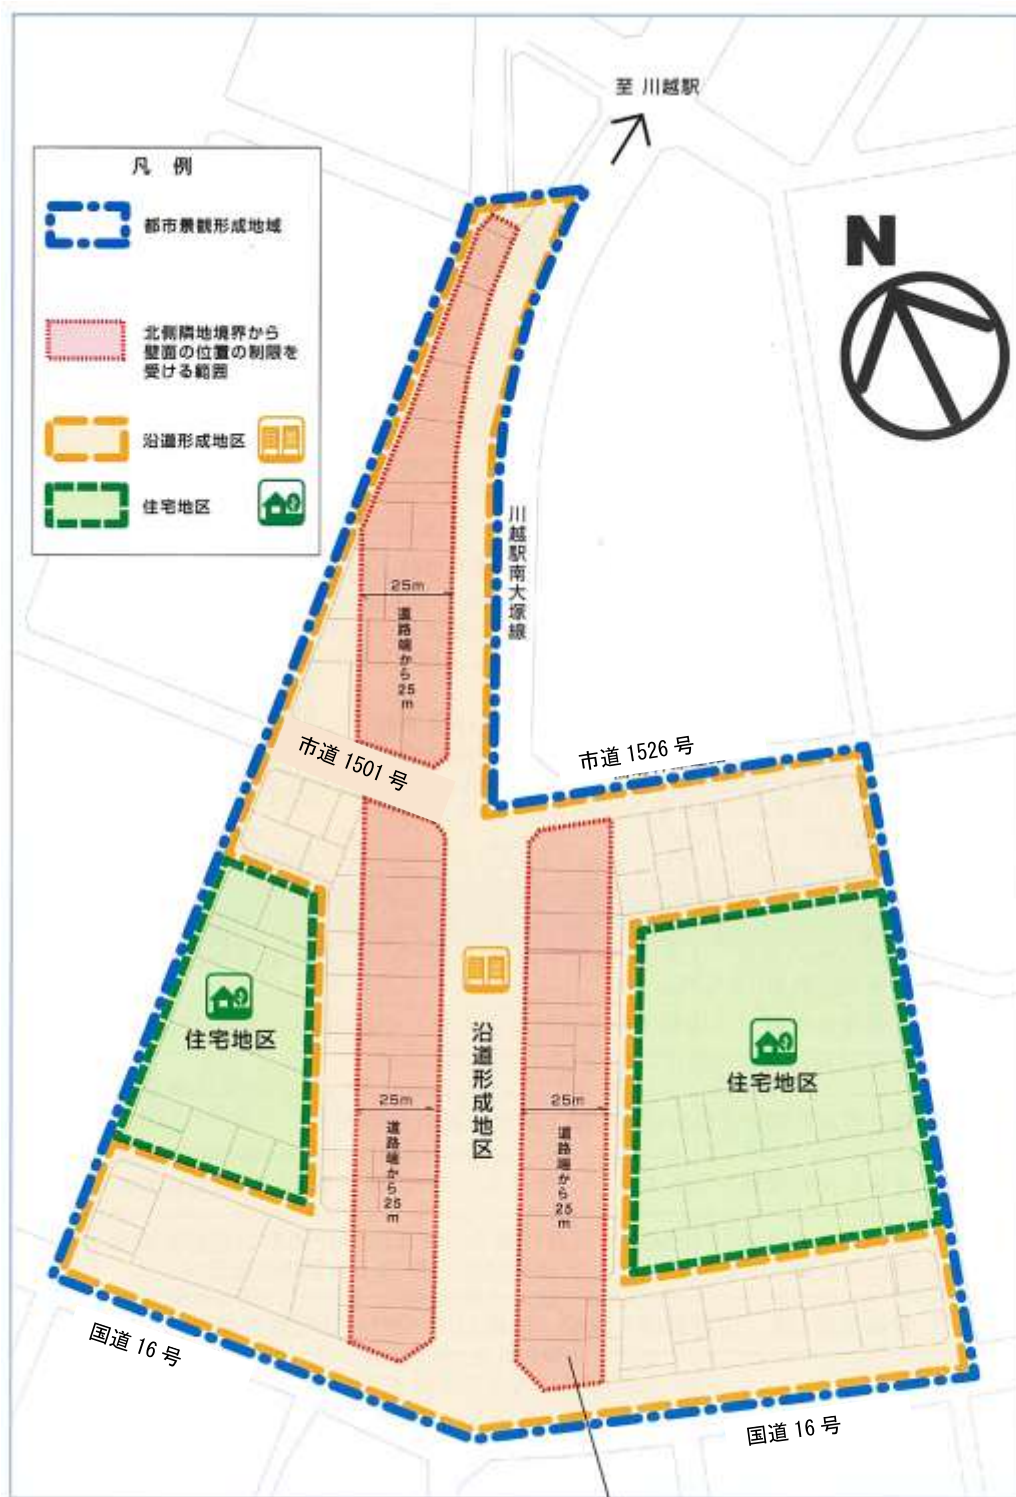 至 川越駅
凡 例
都市景観形成地域
北側隣地境界から
壁面の位置の制限を
受ける範囲
沿道形成地区
住宅地区
N
川越駅南大塚線
25m
道路端から25m
市道 1501 号
市道 1526 号
住宅地区
沿道形成地区
住宅地区
25m
道路端から25m
25m
道路端から25m
国道 16 号
国道 16 号